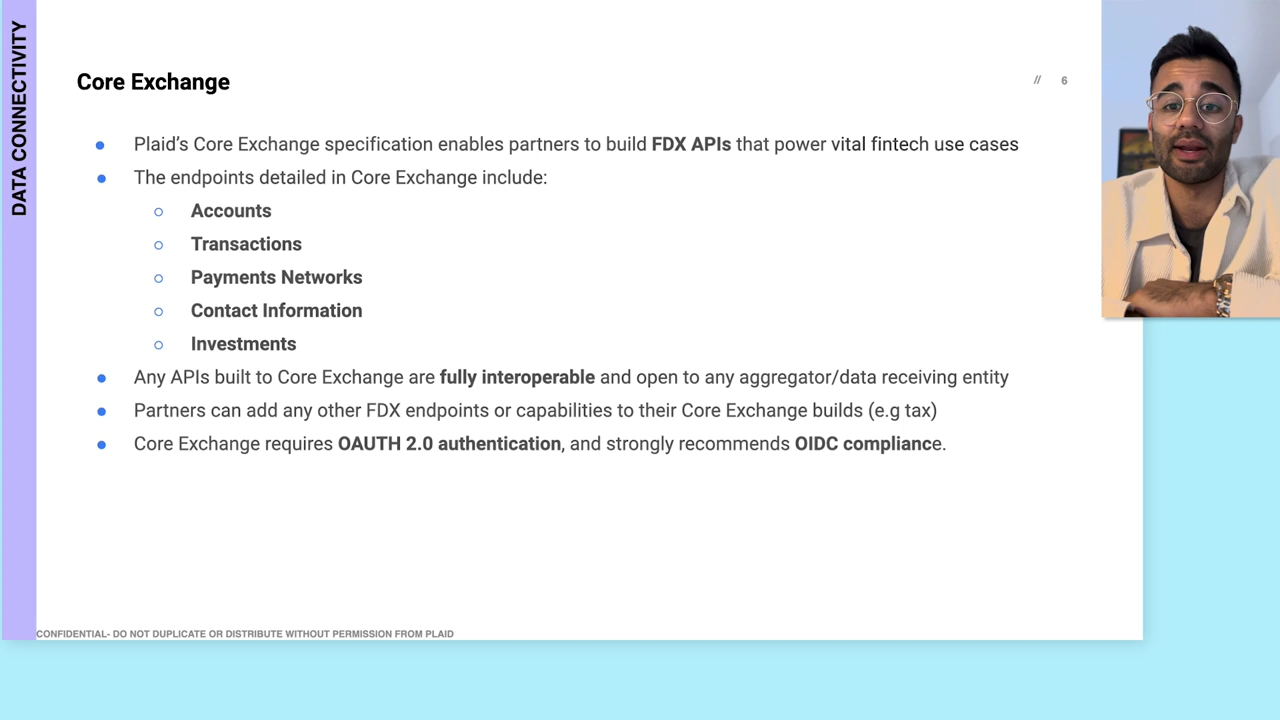 DATA CONNECTIVITY
Core Exchange
// 6
Plaid's Core Exchange specification enables partners to build FDX APIs that power vital fintech use cases
The endpoints detailed in Core Exchange include:
Accounts
Transactions
Payments Networks
Contact Information
Investments
Any APIs built to Core Exchange are fully interoperable and open to any aggregator/data receiving entity
Partners can add any other FDX endpoints or capabilities to their Core Exchange builds (e.g tax)
Core Exchange requires OAUTH 2.0 authentication, and strongly recommends OIDC compliance.
CONFIDENTIAL- DO NOT DUPLICATE OR DISTRIBUTE WITHOUT PERMISSION FROM PLAID